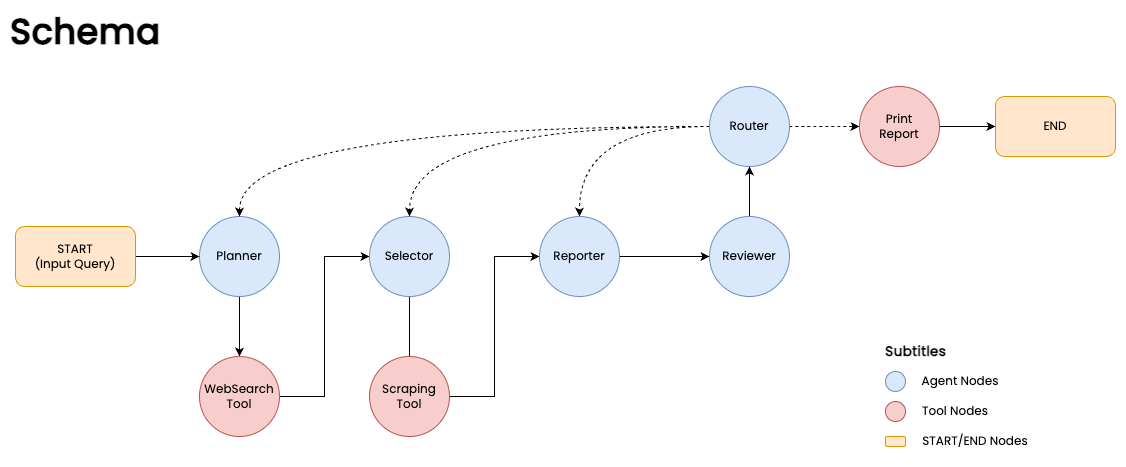 Schema
Router
Print
Report
END
START
(Input Query)
Planner
Selector
Reporter
Reviewer
WebSearch
Tool
Scraping
Tool
Subtitles
Agent Nodes
Tool Nodes
START/END Nodes